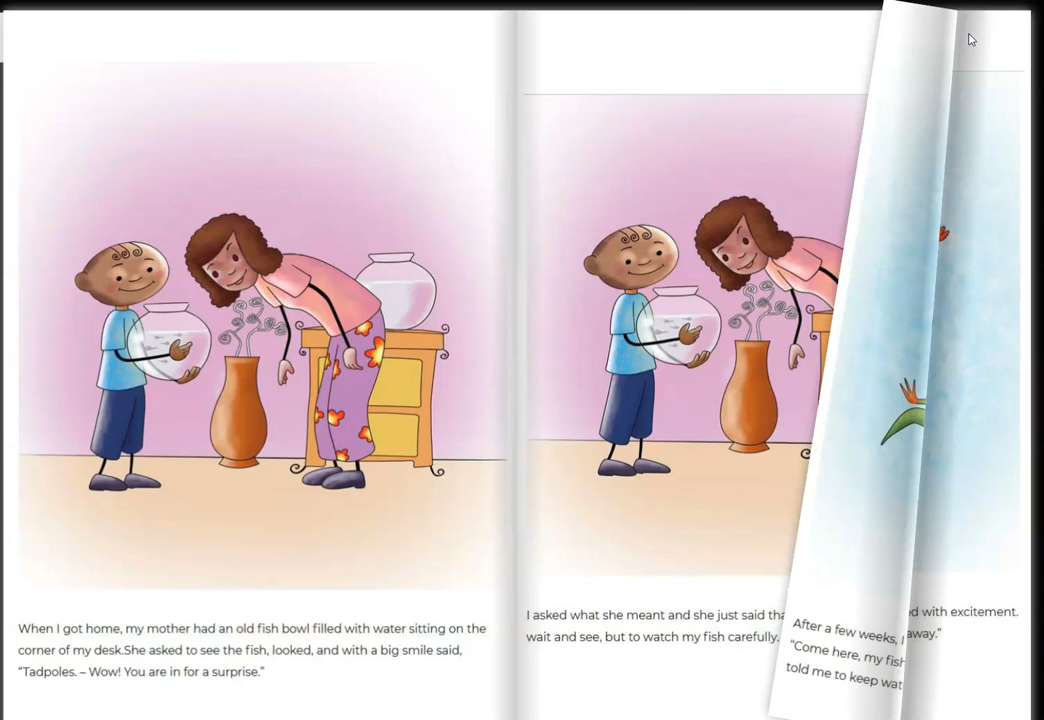 When I got home, my mother had an old fish bowl filled with water sitting on the
corner of my desk.She asked to see the fish, looked, and with a big smile said,
“Tadpoles. – Wow! You are in for a surprise.”
I asked what she meant and she just said
wait and see, but to watch my fish carefully.
After a few weeks, I
“Come here, my
told me to keep
with excitement.
away.”